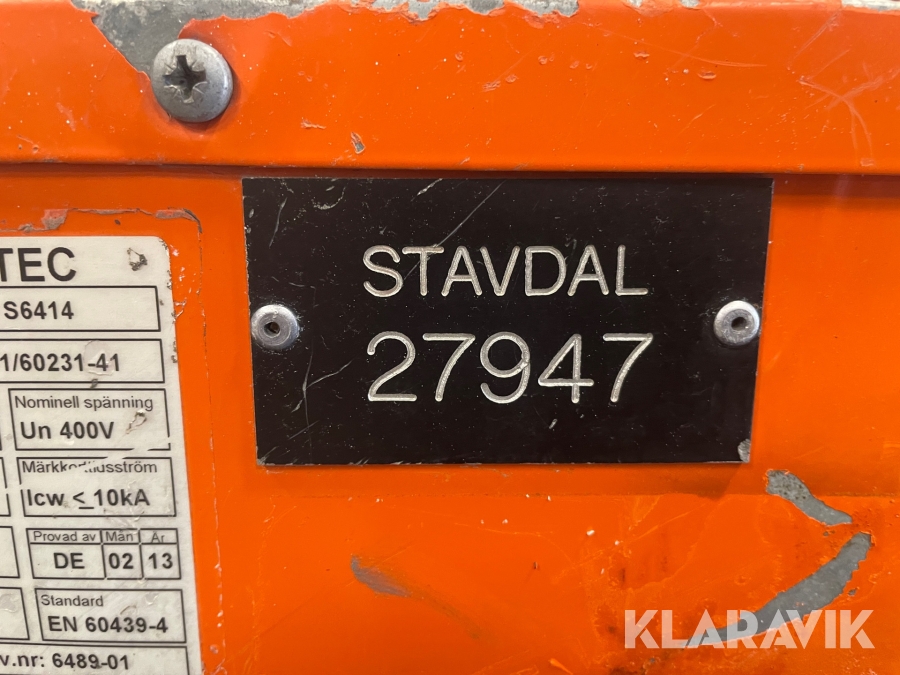 TEC
S6414
1/60231-41
Nominell spänning
Un 400V
Icw ≤ 10kA
Provad av Mån År
DE 02 13
Standard
EN 60439-4
v.nr: 6489-01
STAVDAL
27947
KLARAVIK